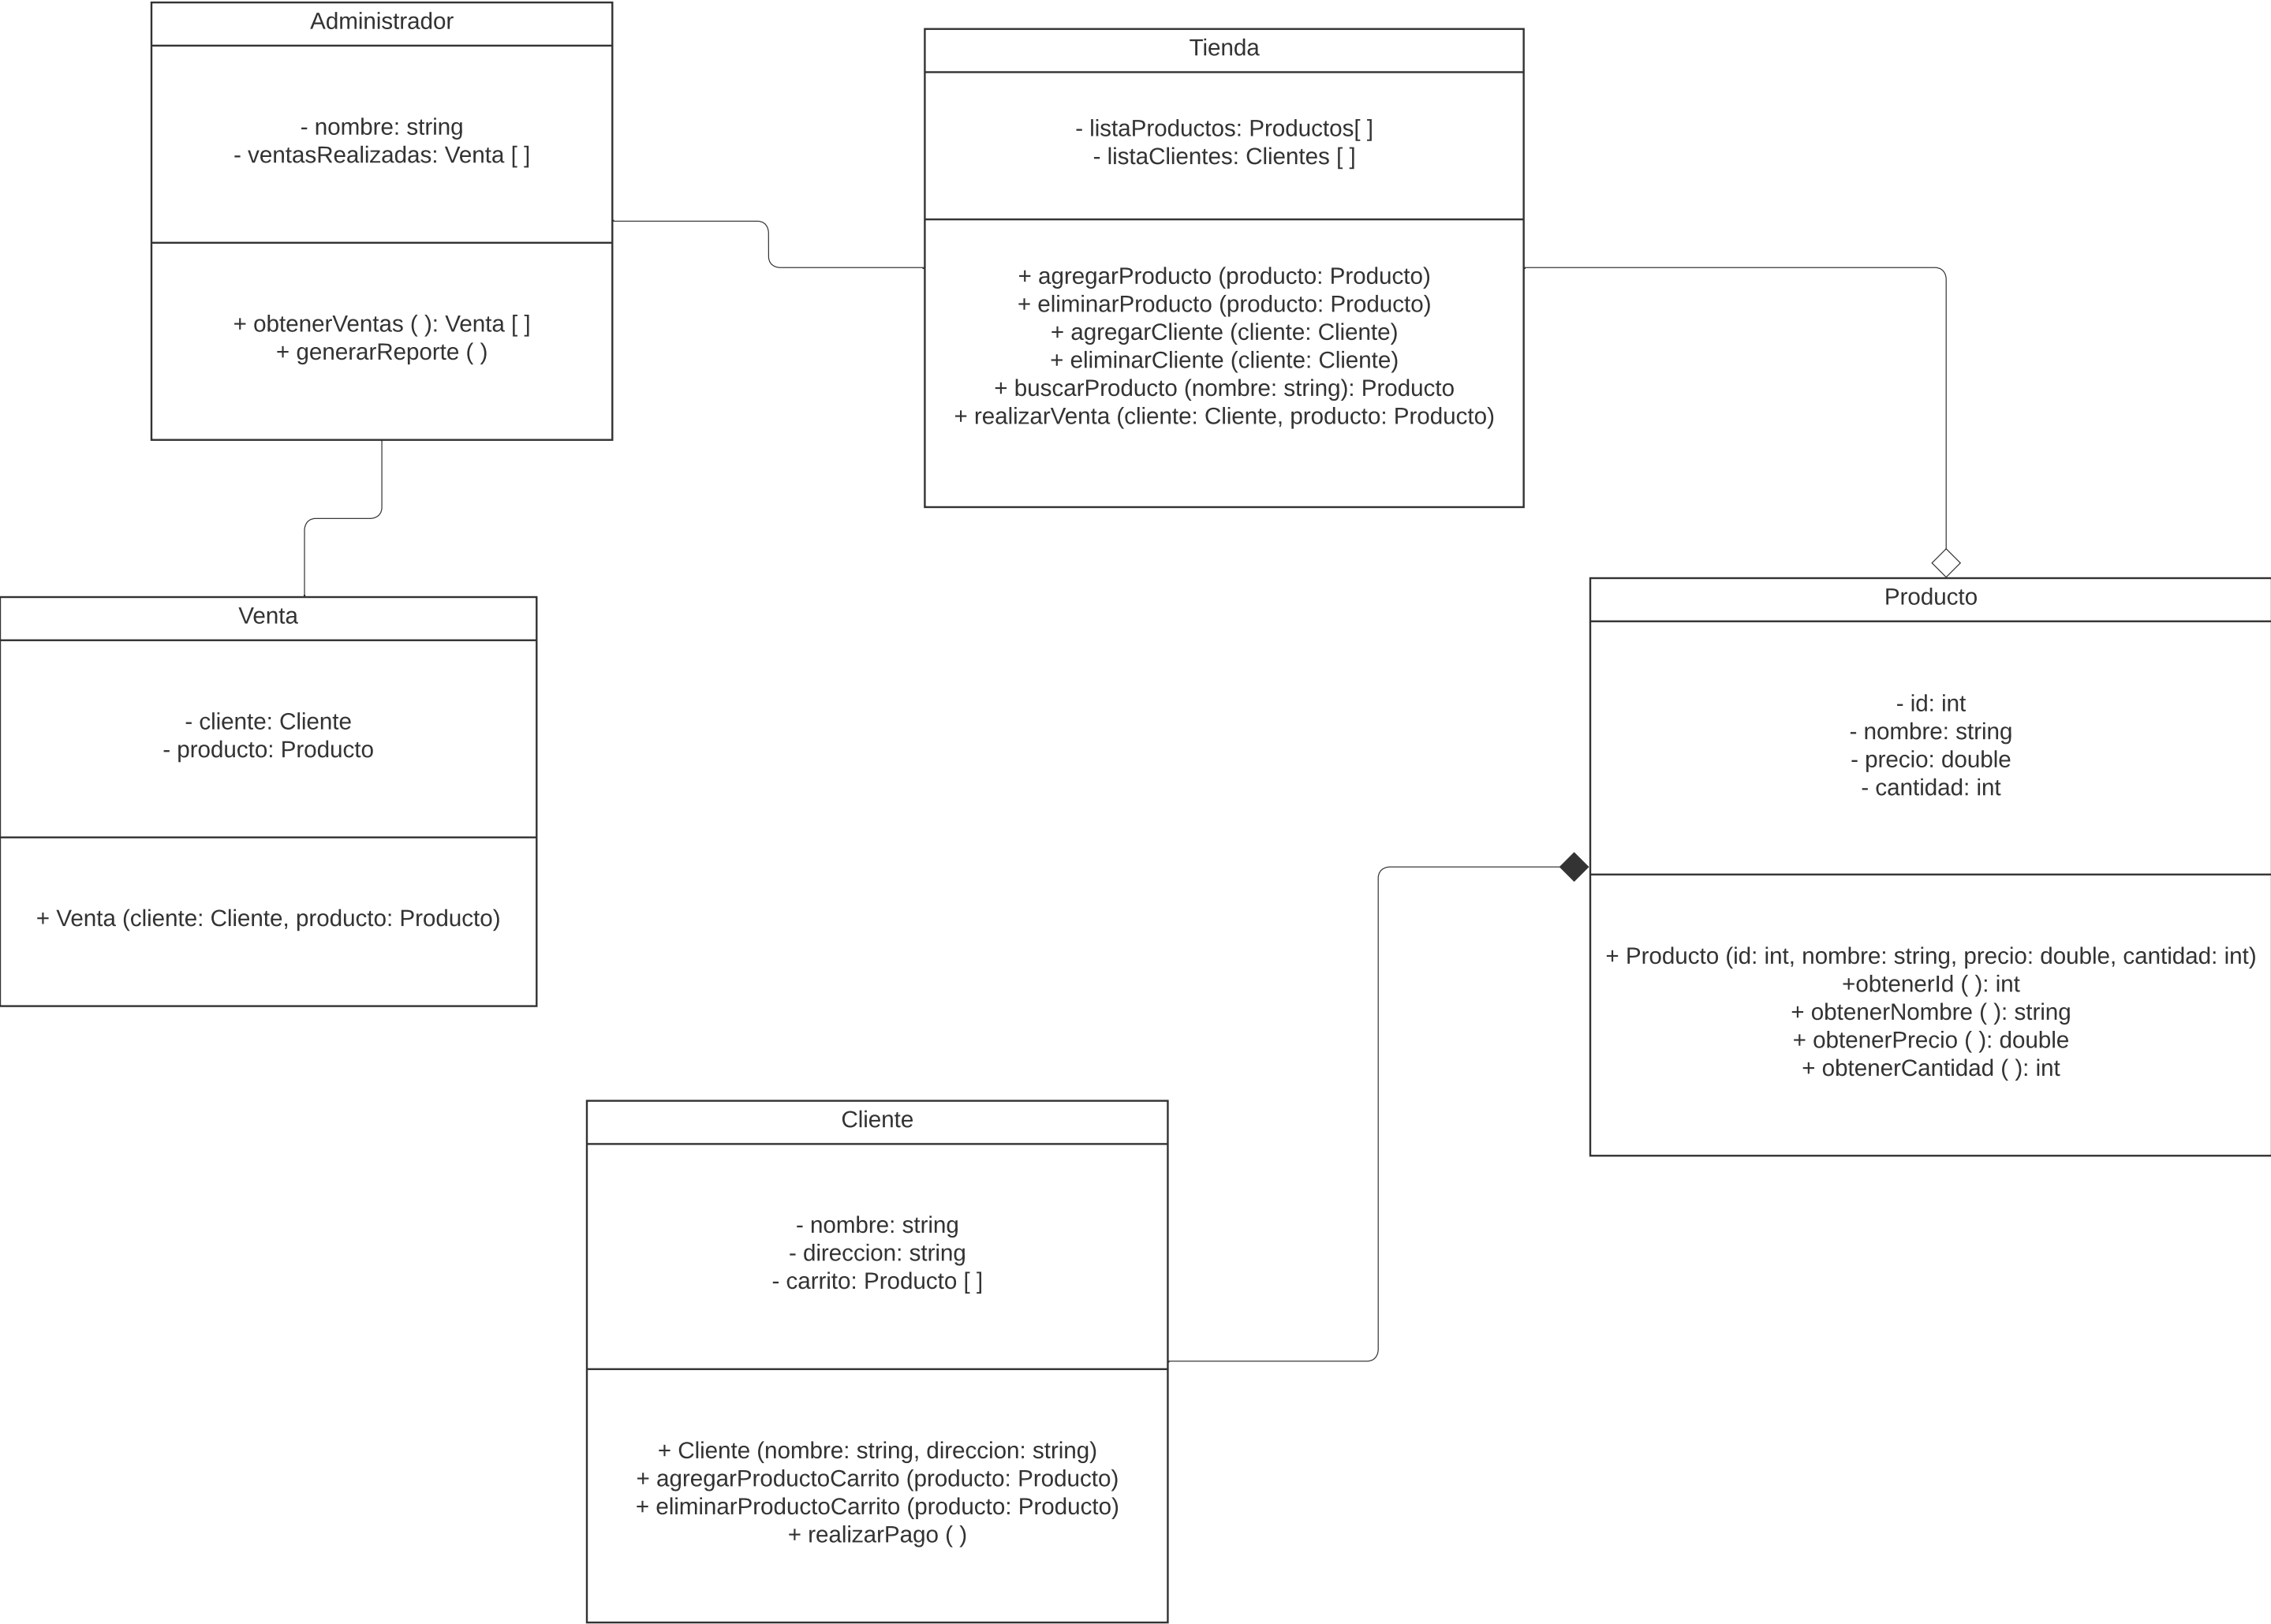 Administrador
- nombre: string
- ventasRealizadas: Venta [ ]
+ obtenerVentas ( ): Venta [ ]
+ generarReporte ( )
Tienda
- listaProductos: Productos[ ]
- listaClientes: Clientes [ ]
+ agregarProducto (producto: Producto)
+ eliminarProducto (producto: Producto)
+ agregarCliente (cliente: Cliente)
+ eliminarCliente (cliente: Cliente)
+ buscarProducto (nombre: string): Producto
+ realizarVenta (cliente: Cliente, producto: Producto)
Venta
- cliente: Cliente
- producto: Producto
+ Venta (cliente: Cliente, producto: Producto)
Producto
- id: int
- nombre: string
- precio: double
- cantidad: int
+ Producto (id: int, nombre: string, precio: double, cantidad: int)
+obtenerId ( ): int
+ obtenerNombre ( ): string
+ obtenerPrecio ( ): double
+ obtenerCantidad ( ): int
Cliente
- nombre: string
- direccion: string
- carrito: Producto [ ]
+ Cliente (nombre: string, direccion: string)
+ agregarProductoCarrito (producto: Producto)
+ eliminarProductoCarrito (producto: Producto)
+ realizarPago ( )